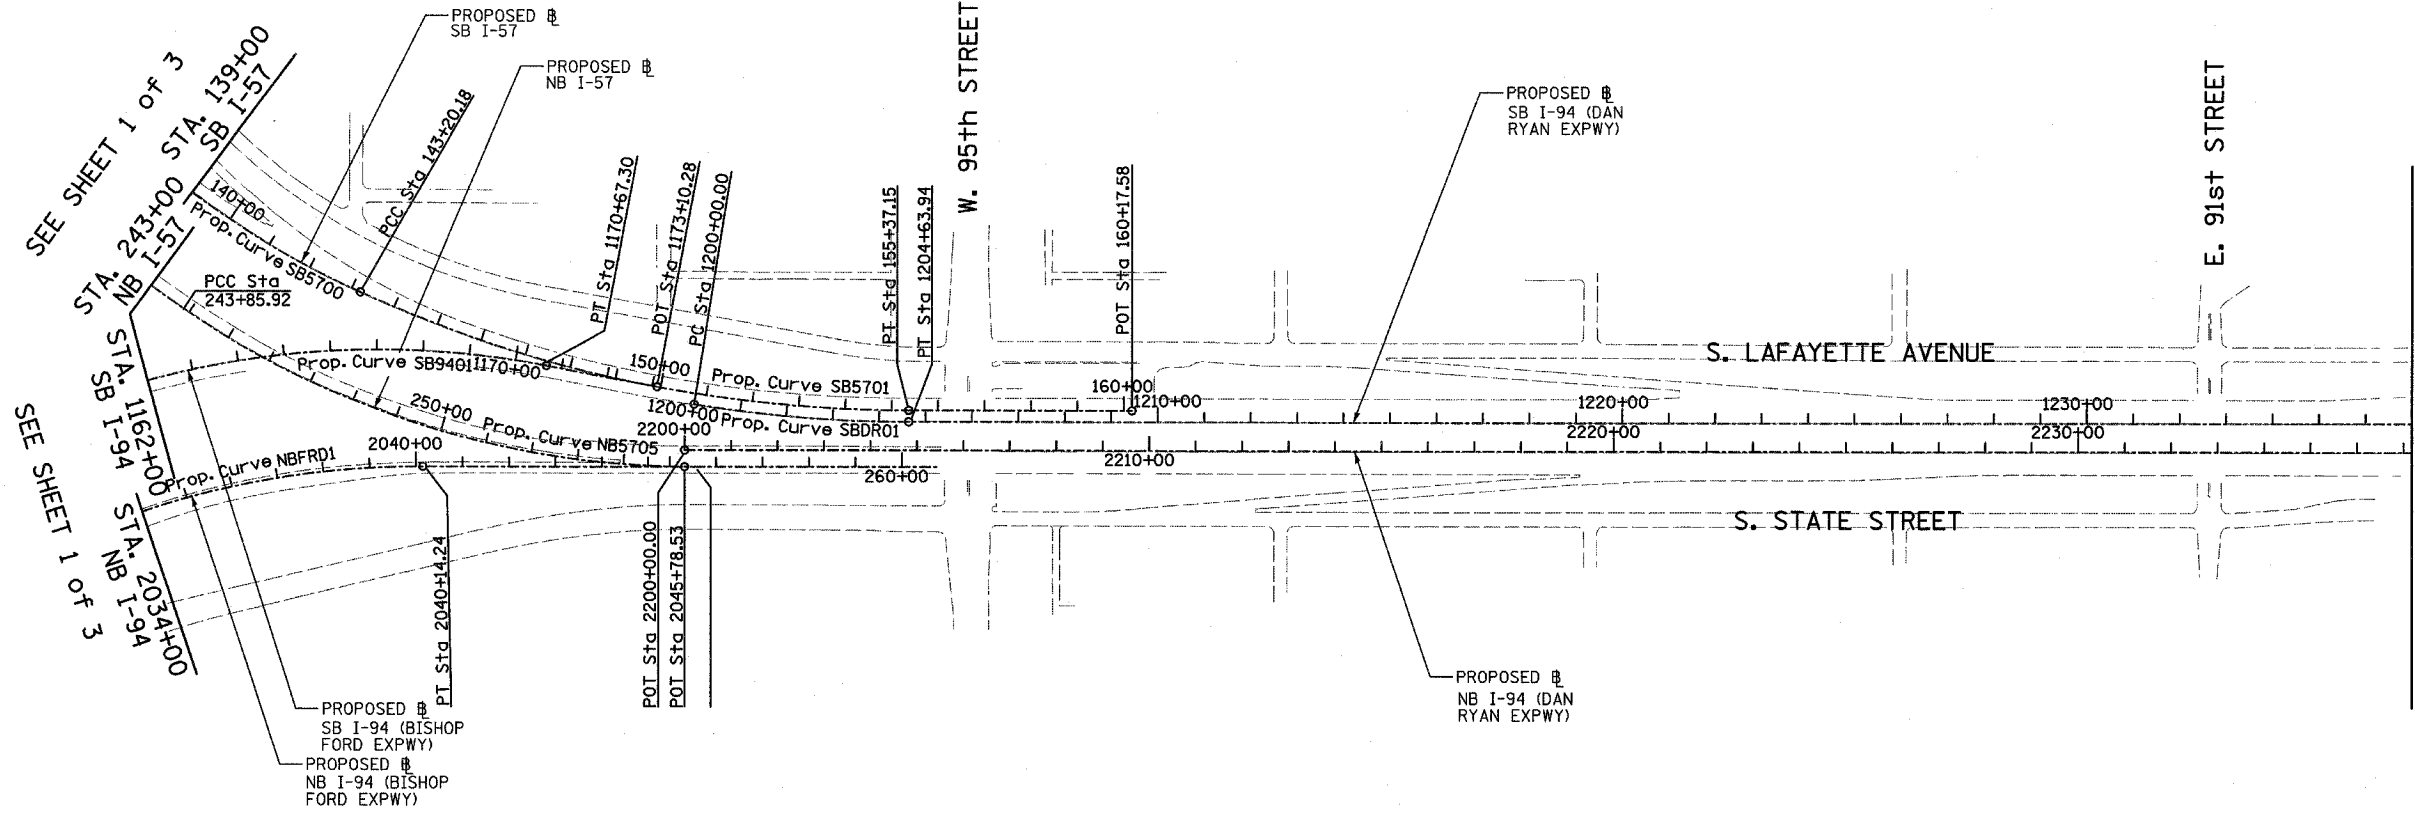 PROPOSED ℄
SB I-57
PROPOSED ℄
NB I-57
SEE SHEET 1 of 3
STA. 139+00
SB I-57
STA. 243+00
NB I-57
140+00
Prop. Curve SB5700
PCC Sta 143+20.18
PCC Sta
243+85.92
PT Sta 1170+67.30
POT Sta 1173+10.28
PC Sta 1200+00.00
PT Sta 155+37.15
PT Sta 1204+63.94
W. 95th STREET
POT Sta 160+17.58
PROPOSED ℄
SB I-94 (DAN
RYAN EXPWY)
E. 91st STREET
S. LAFAYETTE AVENUE
STA. 1162+00
SB I-94
Prop. Curve SB9401
1170+00
150+00
Prop. Curve SB5701
160+00
1210+00
1220+00
1230+00
250+00
Prop. Curve NB5705
1200+00
Prop. Curve SBDR01
2200+00
2040+00
260+00
2210+00
2220+00
2230+00
Prop. Curve NBFRD1
STA. 2034+00
NB I-94
SEE SHEET 1 of 3
S. STATE STREET
PT Sta 2040+14.24
POT Sta 2200+00.00
POT Sta 2045+78.53
PROPOSED ℄
SB I-94 (BISHOP
FORD EXPWY)
PROPOSED ℄
NB I-94 (BISHOP
FORD EXPWY)
PROPOSED ℄
NB I-94 (DAN
RYAN EXPWY)